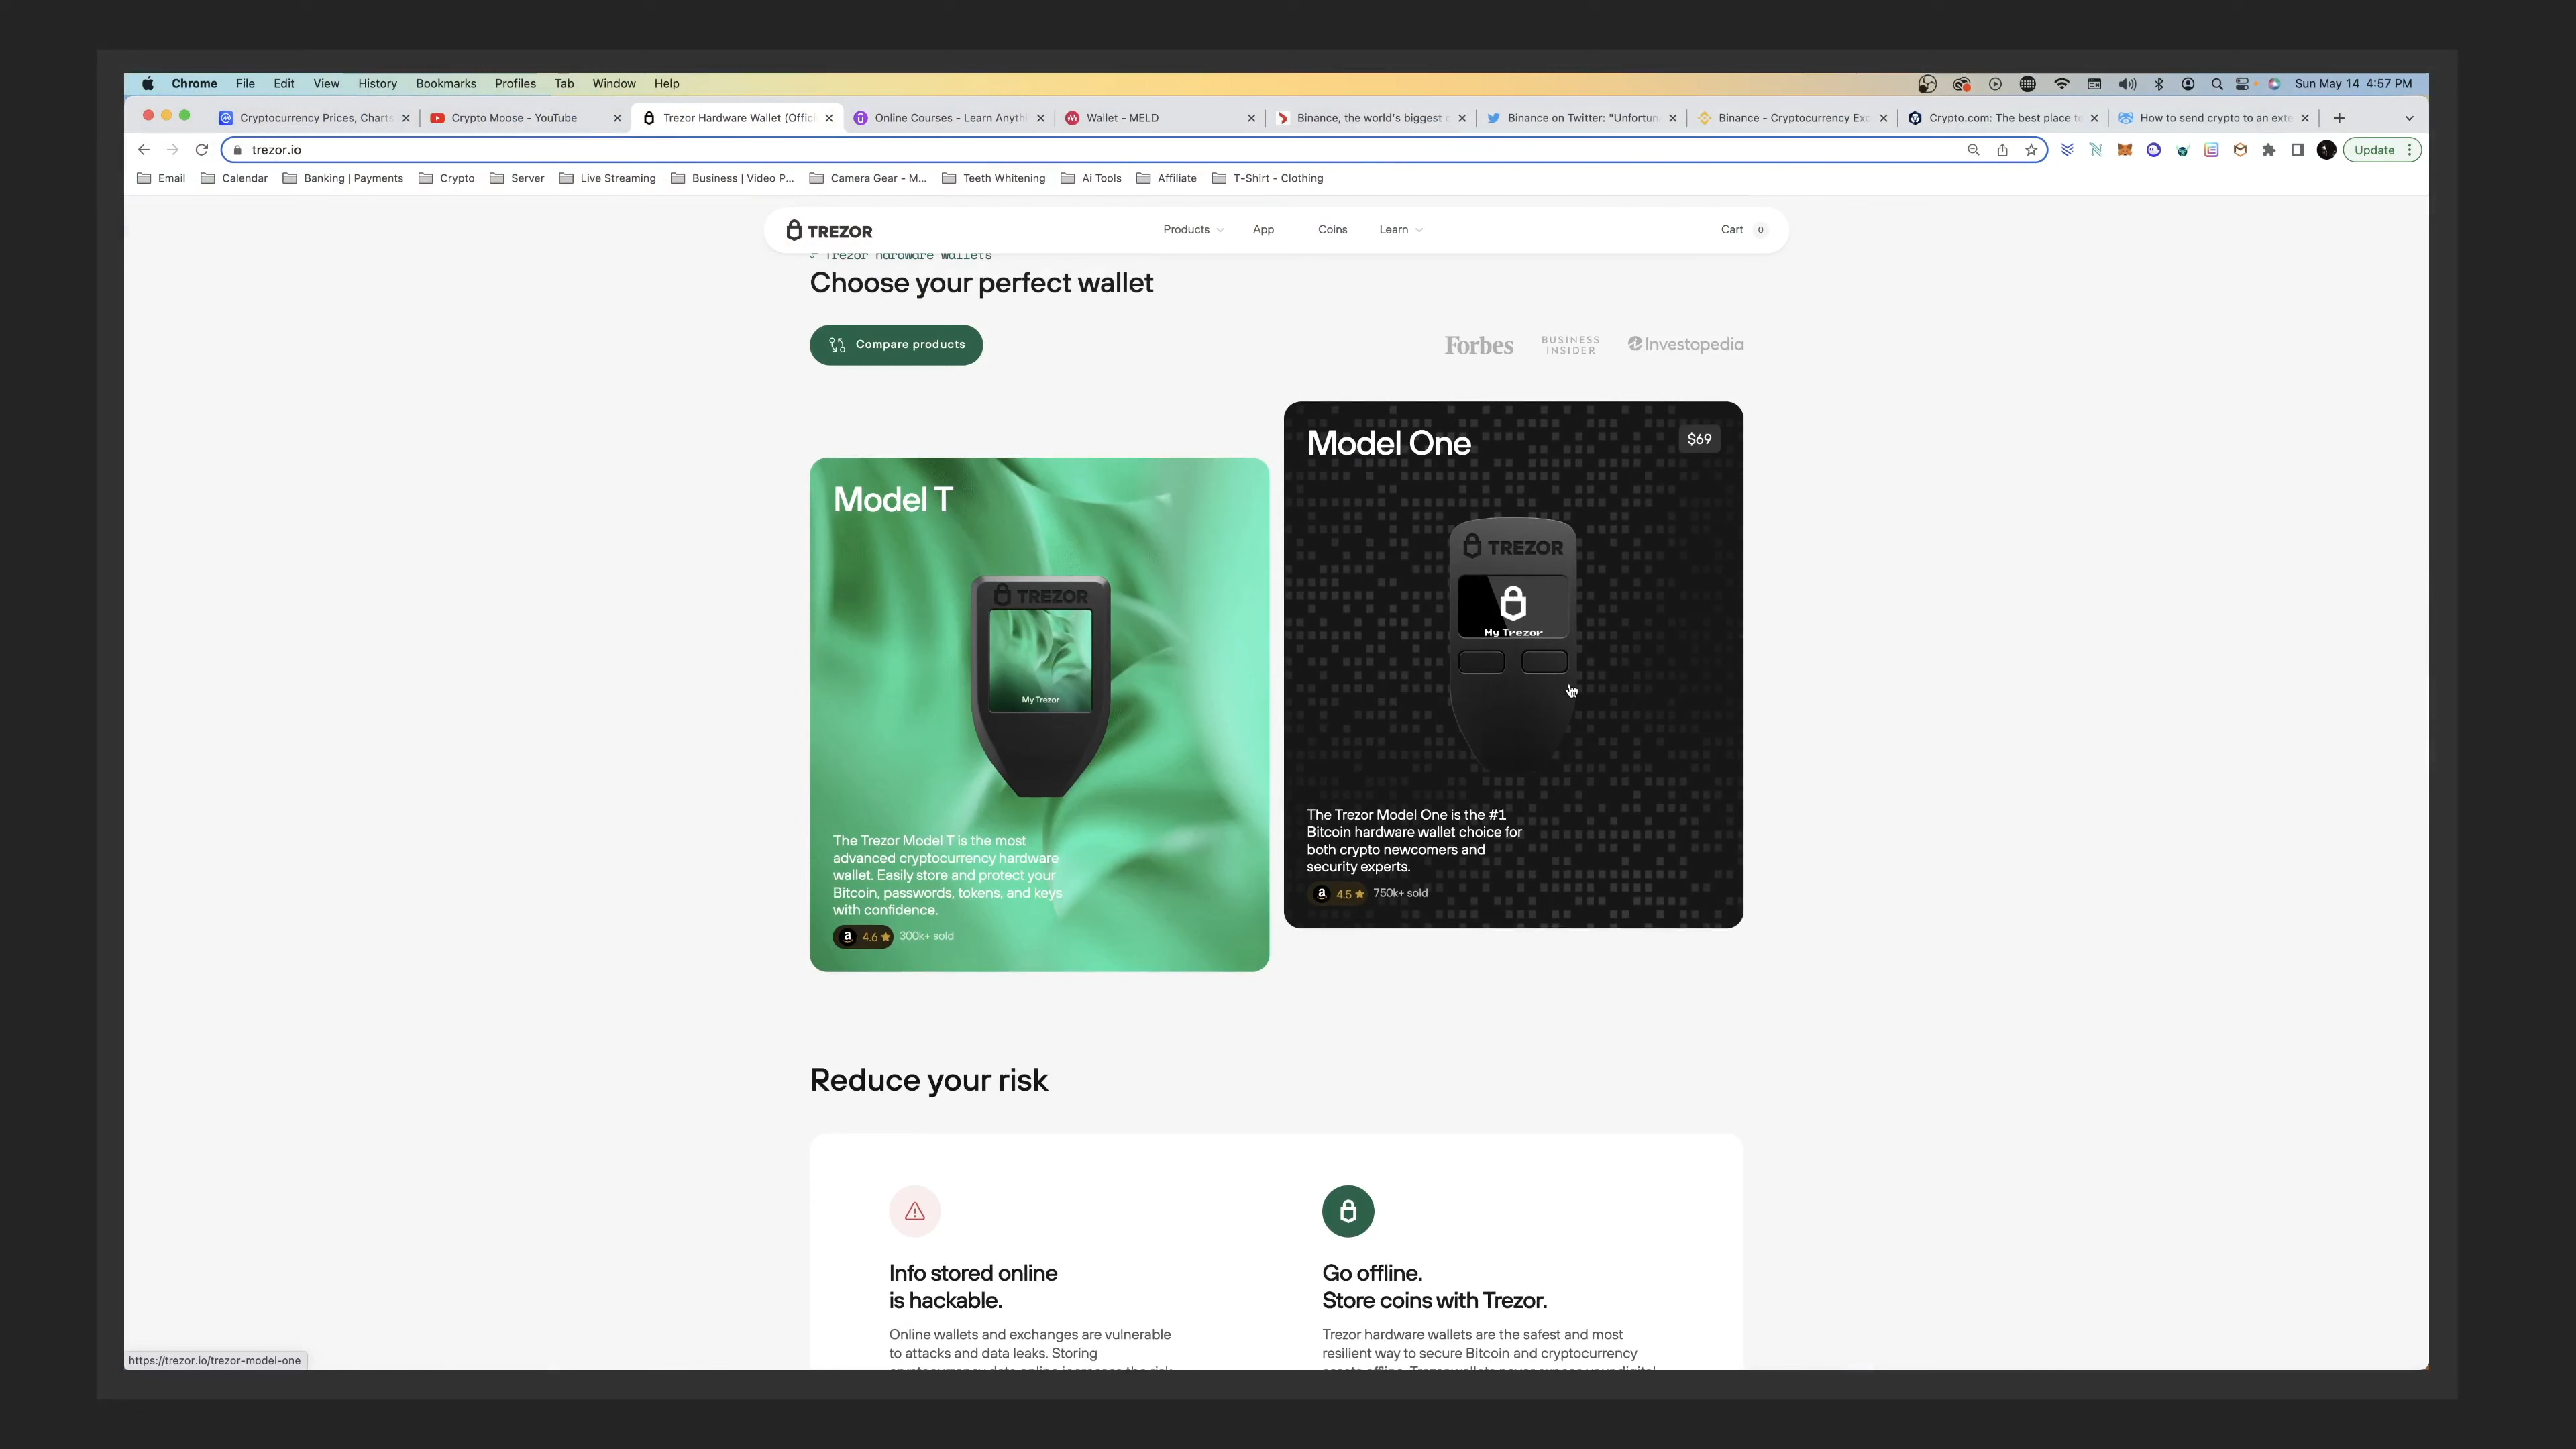 Chrome File Edit View History Bookmarks Profiles Tab Window Help
Sun May 14 4:57 PM
Cryptocurrency Prices, Charts
Crypto Moose - YouTube
Trezor Hardware Wallet (Offici
Online Courses - Learn Anythi
Wallet - MELD
Binance, the world's biggest c
Binance on Twitter: "Unfortun
Binance - Cryptocurrency Exc
Crypto.com: The best place to
How to send crypto to an exte
trezor.io
Update
Email Calendar Banking | Payments Crypto Server Live Streaming Business | Video P... Camera Gear - M... Teeth Whitening Ai Tools Affiliate T-Shirt - Clothing
TREZOR
Products App Coins Learn
Cart 0
Trezor hardware wallets
Choose your perfect wallet
Compare products
Forbes
BUSINESS
INSIDER
Investopedia
Model T
TREZOR
My Trezor
The Trezor Model T is the most
advanced cryptocurrency hardware
wallet. Easily store and protect your
Bitcoin, passwords, tokens, and keys
with confidence.
a 4.6 300k+ sold
Model One
$69
TREZOR
My Trezor
The Trezor Model One is the #1
Bitcoin hardware wallet choice for
both crypto newcomers and
security experts.
a 4.5 750k+ sold
Reduce your risk
Info stored online
is hackable.
Online wallets and exchanges are vulnerable
to attacks and data leaks. Storing
Go offline.
Store coins with Trezor.
Trezor hardware wallets are the safest and most
resilient way to secure Bitcoin and cryptocurrency
https://trezor.io/trezor-model-one